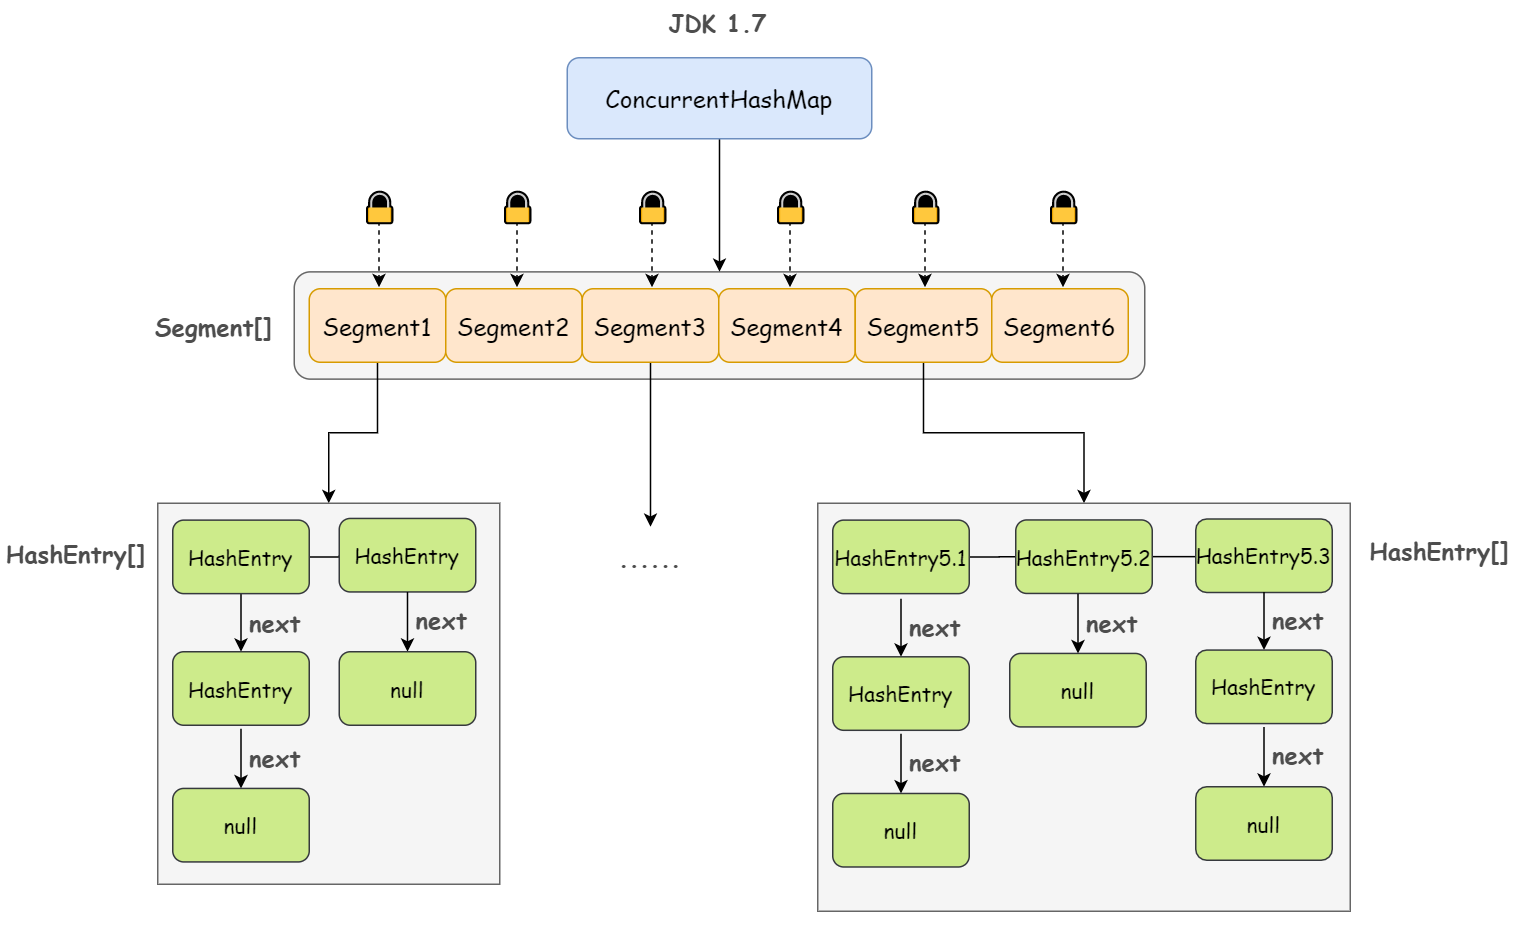 JDK 1.7
ConcurrentHashMap
Segment[]
Segment1
Segment2
Segment3
Segment4
Segment5
Segment6
HashEntry[]
HashEntry
HashEntry
next
next
HashEntry
null
next
null
......
HashEntry5.1
HashEntry5.2
HashEntry5.3
HashEntry[]
next
next
next
HashEntry
null
HashEntry
next
next
null
null